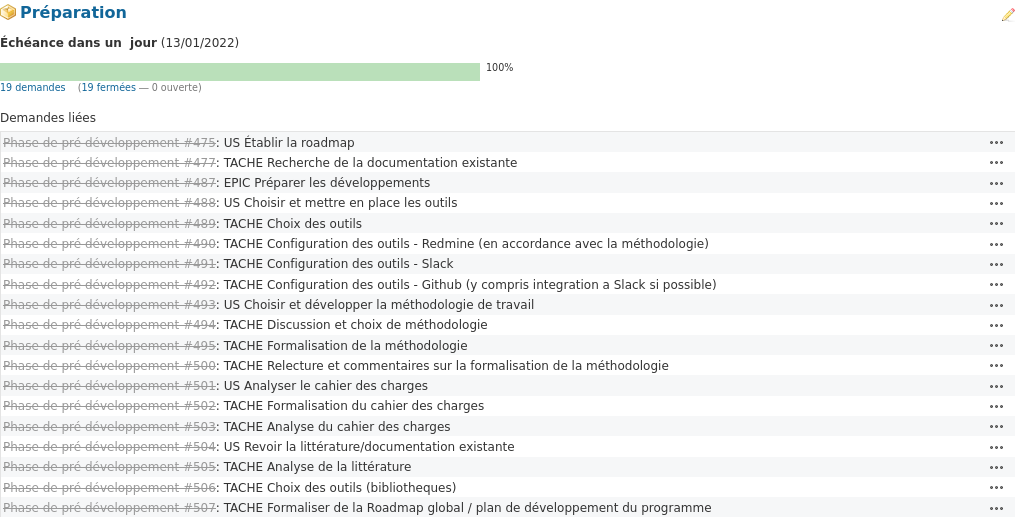 Préparation
Échéance dans un jour (13/01/2022)
100%
19 demandes (19 fermées — 0 ouverte)
Demandes liées
Phase de pré développement #475: US Établir la roadmap
Phase de pré développement #477: TACHE Recherche de la documentation existante
Phase de pré développement #487: EPIC Préparer les développements
Phase de pré développement #488: US Choisir et mettre en place les outils
Phase de pré développement #489: TACHE Choix des outils
Phase de pré développement #490: TACHE Configuration des outils - Redmine (en accordance avec la méthodologie)
Phase de pré développement #491: TACHE Configuration des outils - Slack
Phase de pré développement #492: TACHE Configuration des outils - Github (y compris integration a Slack si possible)
Phase de pré développement #493: US Choisir et développer la méthodologie de travail
Phase de pré développement #494: TACHE Discussion et choix de méthodologie
Phase de pré développement #495: TACHE Formalisation de la méthodologie
Phase de pré développement #500: TACHE Relecture et commentaires sur la formalisation de la méthodologie
Phase de pré développement #501: US Analyser le cahier des charges
Phase de pré développement #502: TACHE Formalisation du cahier des charges
Phase de pré développement #503: TACHE Analyse du cahier des charges
Phase de pré développement #504: US Revoir la littérature/documentation existante
Phase de pré développement #505: TACHE Analyse de la littérature
Phase de pré développement #506: TACHE Choix des outils (bibliotheques)
Phase de pré développement #507: TACHE Formaliser de la Roadmap global / plan de développement du programme